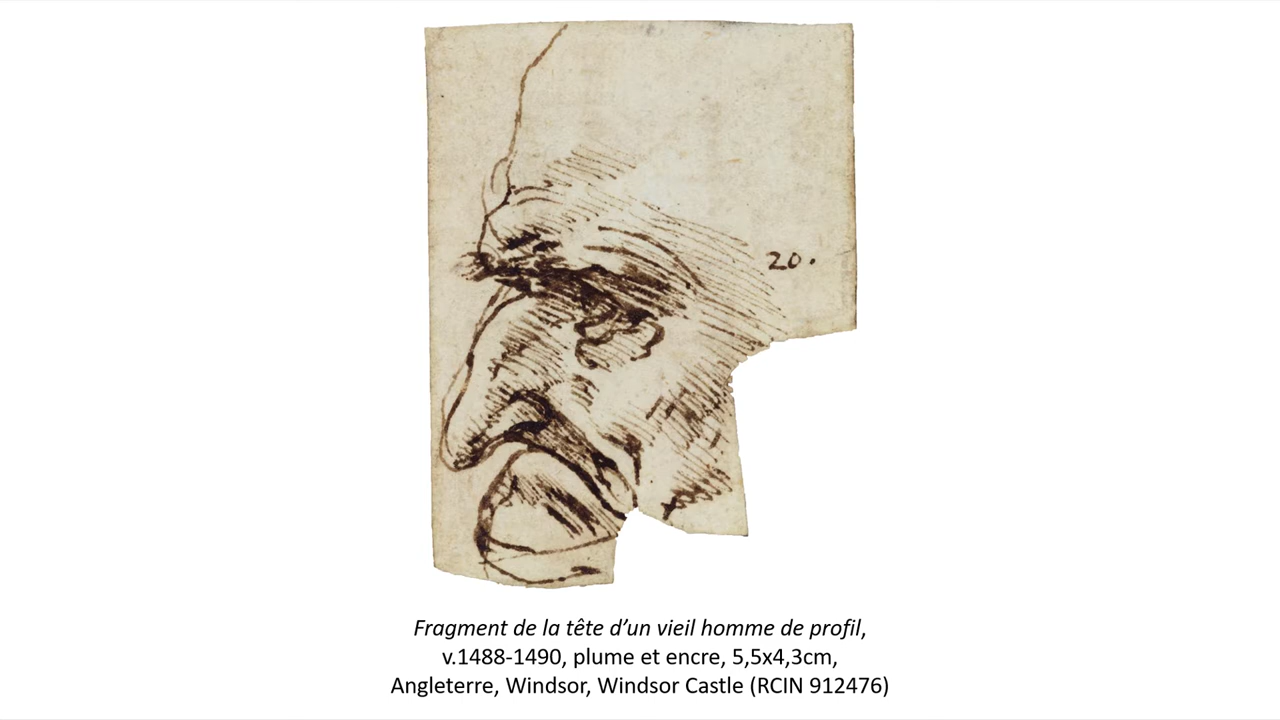 20.
Fragment de la tête d’un vieil homme de profil,
v.1488-1490, plume et encre, 5,5x4,3cm,
Angleterre, Windsor, Windsor Castle (RCIN 912476)